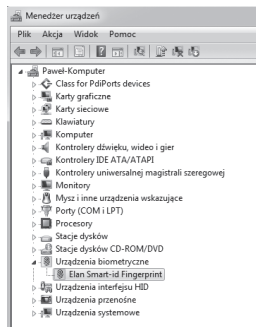 Menedżer urządzeń
Plik Akcja Widok Pomoc
Paweł-Komputer
Class for PdiPorts devices
Karty graficzne
Karty sieciowe
Klawiatury
Komputer
Kontrolery dźwięku, wideo i gier
Kontrolery IDE ATA/ATAPI
Kontrolery uniwersalnej magistrali szeregowej
Monitory
Mysz i inne urządzenia wskazujące
Porty (COM i LPT)
Procesory
Stacje dysków
Stacje dysków CD-ROM/DVD
Urządzenia biometryczne
Elan Smart-id Fingerprint
Urządzenia interfejsu HID
Urządzenia przenośne
Urządzenia systemowe